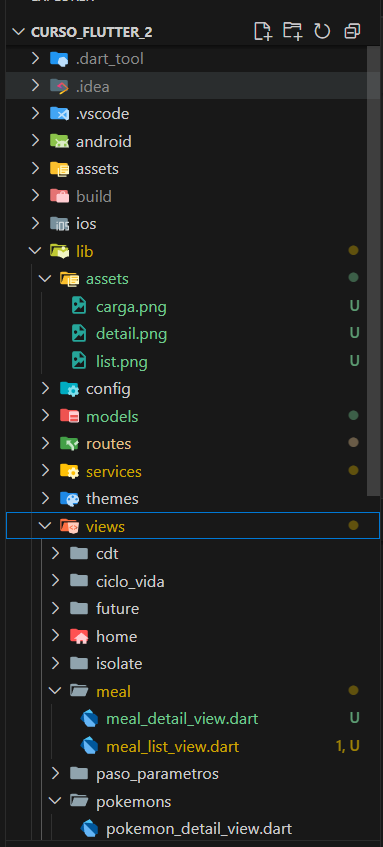 CURSO_FLUTTER_2
.dart_tool
.idea
.vscode
android
assets
build
ios
lib
assets
carga.png U
detail.png U
list.png U
config
models
routes
services
themes
views
cdt
ciclo_vida
future
home
isolate
meal
meal_detail_view.dart U
meal_list_view.dart 1, U
paso_parametros
pokemons
pokemon_detail_view.dart